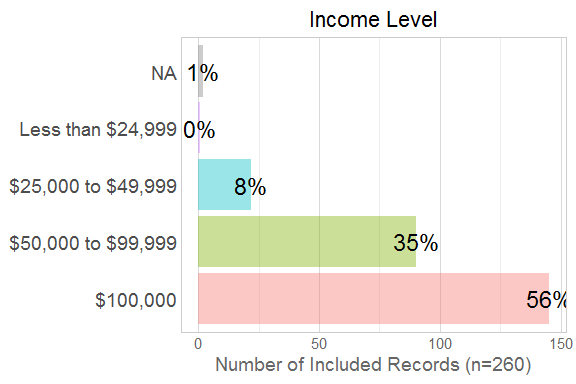 Income Level
NA 1%
Less than $24,999 0%
$25,000 to $49,999 8%
$50,000 to $99,999 35%
$100,000 56%
0 50 100 150
Number of Included Records (n=260)